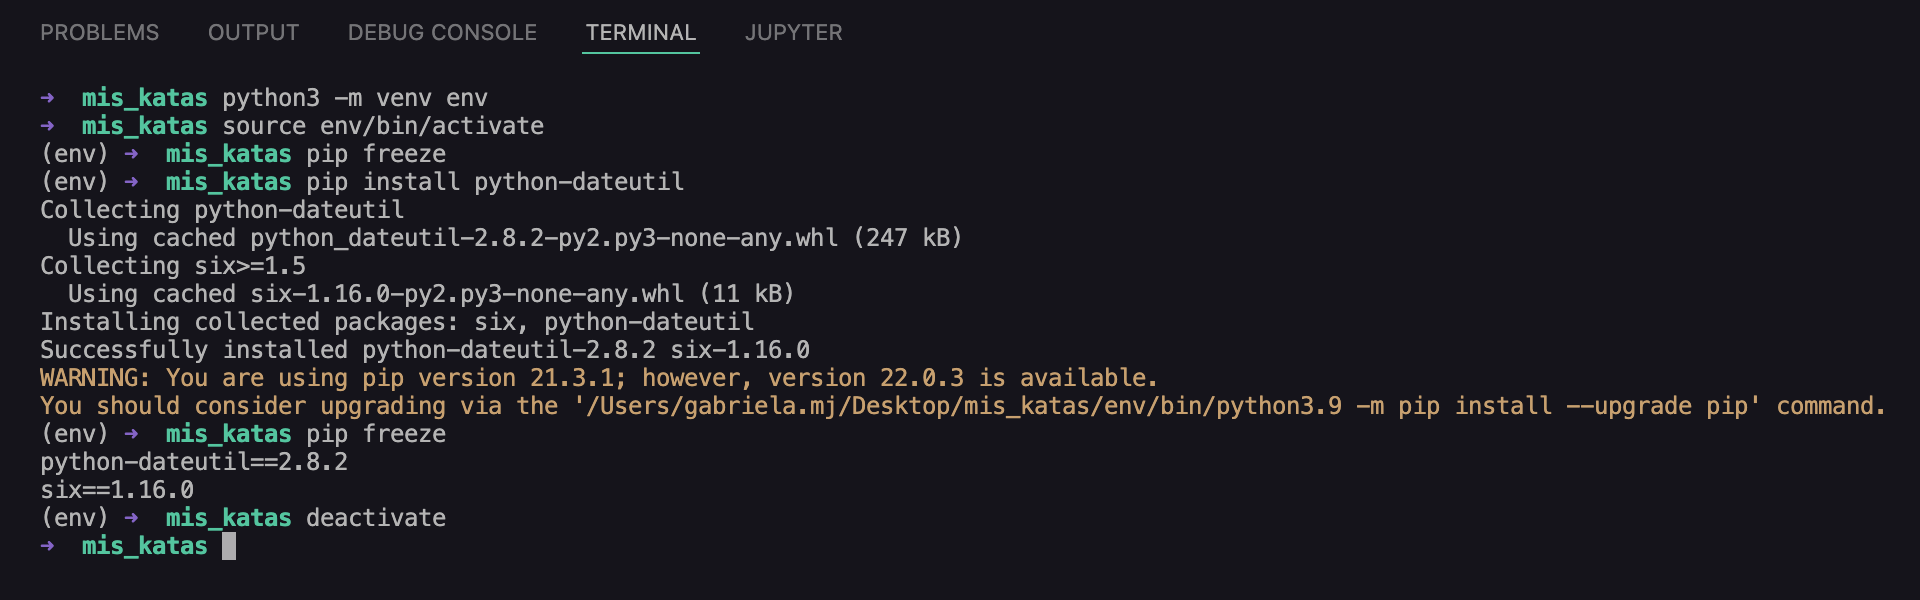 PROBLEMS OUTPUT DEBUG CONSOLE TERMINAL JUPYTER
➜ mis_katas python3 -m venv env
➜ mis_katas source env/bin/activate
(env) ➜ mis_katas pip freeze
(env) ➜ mis_katas pip install python-dateutil
Collecting python-dateutil
  Using cached python_dateutil-2.8.2-py2.py3-none-any.whl (247 kB)
Collecting six>=1.5
  Using cached six-1.16.0-py2.py3-none-any.whl (11 kB)
Installing collected packages: six, python-dateutil
Successfully installed python-dateutil-2.8.2 six-1.16.0
WARNING: You are using pip version 21.3.1; however, version 22.0.3 is available.
You should consider upgrading via the '/Users/gabriela.mj/Desktop/mis_katas/env/bin/python3.9 -m pip install --upgrade pip' command.
(env) ➜ mis_katas pip freeze
python-dateutil==2.8.2
six==1.16.0
(env) ➜ mis_katas deactivate
➜ mis_katas